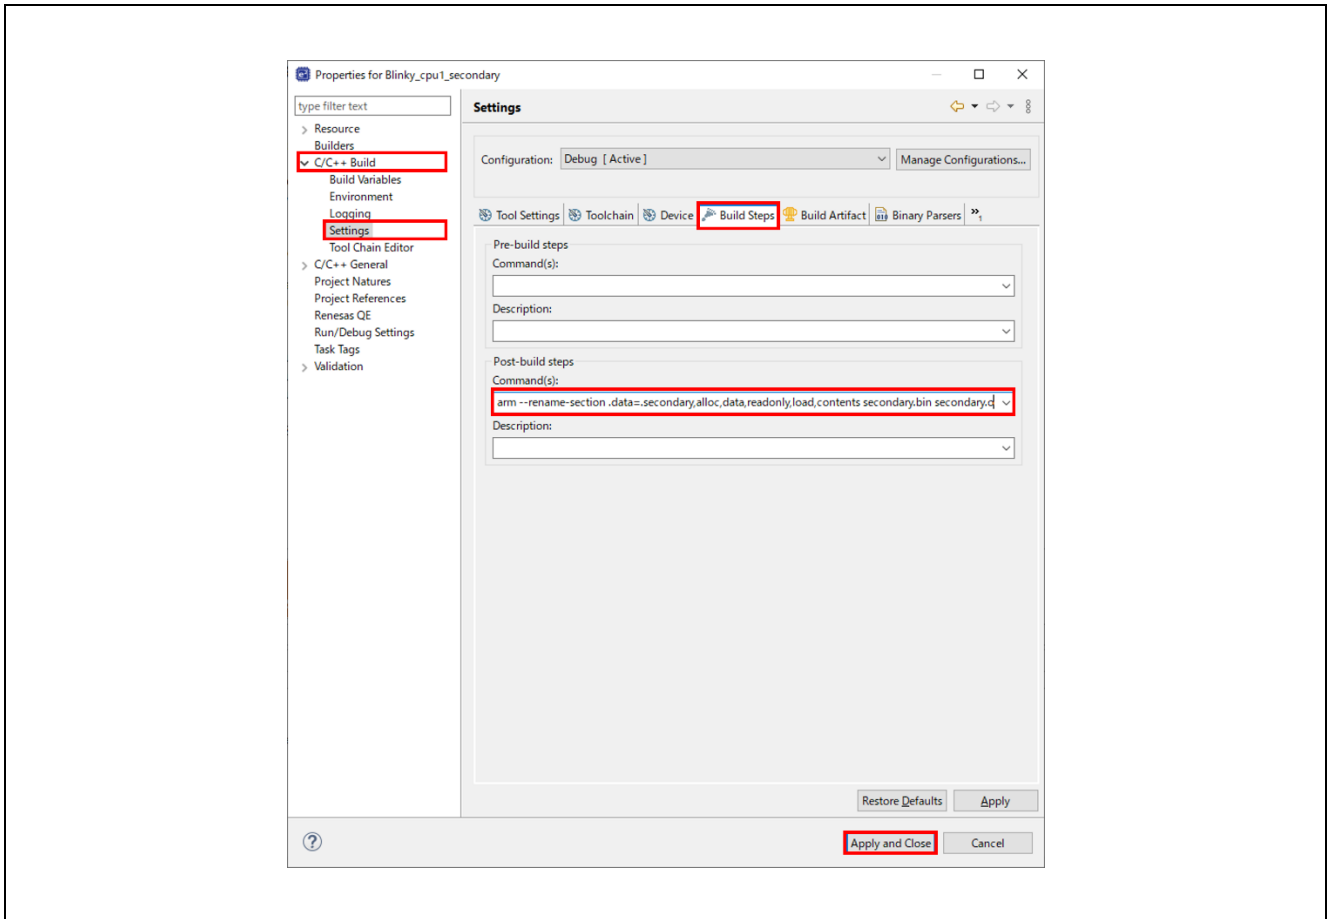 Properties for Blinky_cpu1_secondary
type filter text
Resource
Builders
C/C++ Build
Build Variables
Environment
Logging
Settings
Tool Chain Editor
C/C++ General
Project Natures
Project References
Renesas QE
Run/Debug Settings
Task Tags
Validation
Settings
Configuration: Debug [ Active ] Manage Configurations...
Tool Settings Toolchain Device Build Steps Build Artifact Binary Parsers »1
Pre-build steps
Command(s):
Description:
Post-build steps
Command(s):
arm --rename-section .data=.secondary,alloc,data,readonly,load,contents secondary.bin secondary.o
Description:
Restore Defaults Apply
Apply and Close Cancel